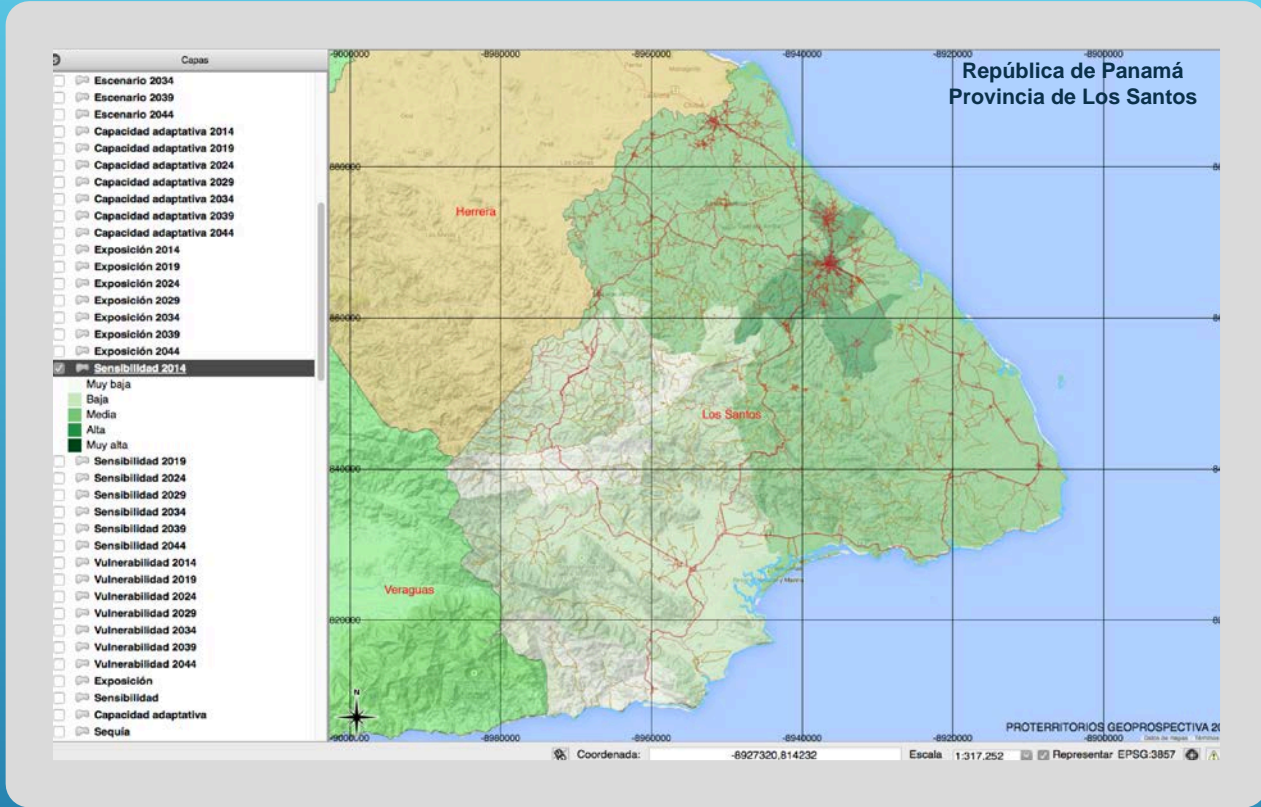 Capas
Escenario 2034
Escenario 2039
Escenario 2044
Capacidad adaptativa 2014
Capacidad adaptativa 2019
Capacidad adaptativa 2024
Capacidad adaptativa 2029
Capacidad adaptativa 2034
Capacidad adaptativa 2039
Capacidad adaptativa 2044
Exposición 2014
Exposición 2019
Exposición 2024
Exposición 2029
Exposición 2034
Exposición 2039
Exposición 2044
Sensibilidad 2014
Muy baja
Baja
Media
Alta
Muy alta
Sensibilidad 2019
Sensibilidad 2024
Sensibilidad 2029
Sensibilidad 2034
Sensibilidad 2039
Sensibilidad 2044
Vulnerabilidad 2014
Vulnerabilidad 2019
Vulnerabilidad 2024
Vulnerabilidad 2029
Vulnerabilidad 2034
Vulnerabilidad 2039
Vulnerabilidad 2044
Exposición
Sensibilidad
Capacidad adaptativa
Sequía
-9000000 -8980000 -8960000 -8940000 -8920000 -8900000
República de Panamá
Provincia de Los Santos
880000
Herrera
860000
Los Santos
840000
Veraguas
820000
N
PROTERRITORIOS GEOPROSPECTIVA 20
-9000000 -8980000 -8960000 -8940000 -8920000 -8900000
Coordenada: -8927320,814232 Escala 1:317,252 Representar EPSG:3857